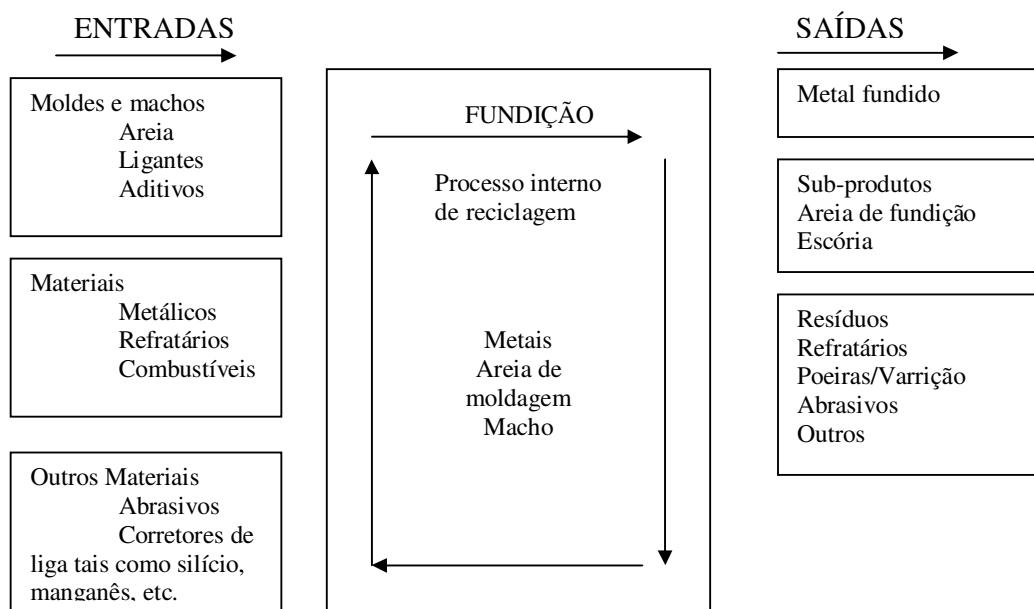 ENTRADAS
Moldes e machos
Areia
Ligantes
Aditivos
Materiais
Metálicos
Refratários
Combustíveis
Outros Materiais
Abrasivos
Corretores de
liga tais como silício,
manganês, etc.
FUNDIÇÃO
Processo interno
de reciclagem
Metais
Areia de
moldagem
Macho
SAÍDAS
Metal fundido
Sub-produtos
Areia de fundição
Escória
Resíduos
Refratários
Poeiras/Varrição
Abrasivos
Outros